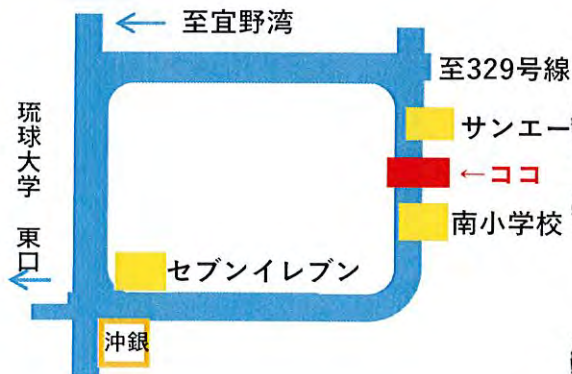 ←至宜野湾
至329号線
サンエー
←ココ
琉球大学 東口
←
南小学校
セブンイレブン
沖銀